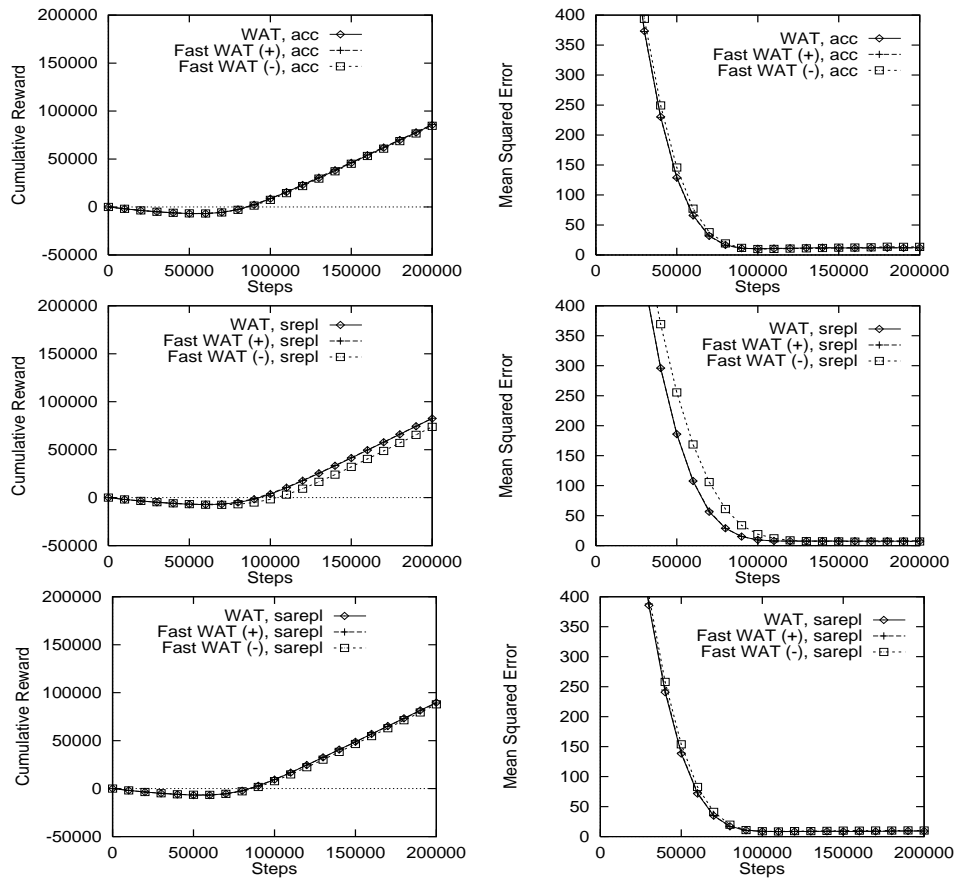 Cumulative Reward
200000
150000
100000
50000
0
-50000
WAT, acc
Fast WAT (+), acc
Fast WAT (-), acc
0 50000 100000 150000 200000
Steps
Mean Squared Error
400
350
300
250
200
150
100
50
0
WAT, acc
Fast WAT (+), acc
Fast WAT (-), acc
0 50000 100000 150000 200000
Steps
Cumulative Reward
200000
150000
100000
50000
0
-50000
WAT, srepl
Fast WAT (+), srepl
Fast WAT (-), srepl
0 50000 100000 150000 200000
Steps
Mean Squared Error
400
350
300
250
200
150
100
50
0
WAT, srepl
Fast WAT (+), srepl
Fast WAT (-), srepl
0 50000 100000 150000 200000
Steps
Cumulative Reward
200000
150000
100000
50000
0
-50000
WAT, sarepl
Fast WAT (+), sarepl
Fast WAT (-), sarepl
0 50000 100000 150000 200000
Steps
Mean Squared Error
400
350
300
250
200
150
100
50
0
WAT, sarepl
Fast WAT (+), sarepl
Fast WAT (-), sarepl
0 50000 100000 150000 200000
Steps